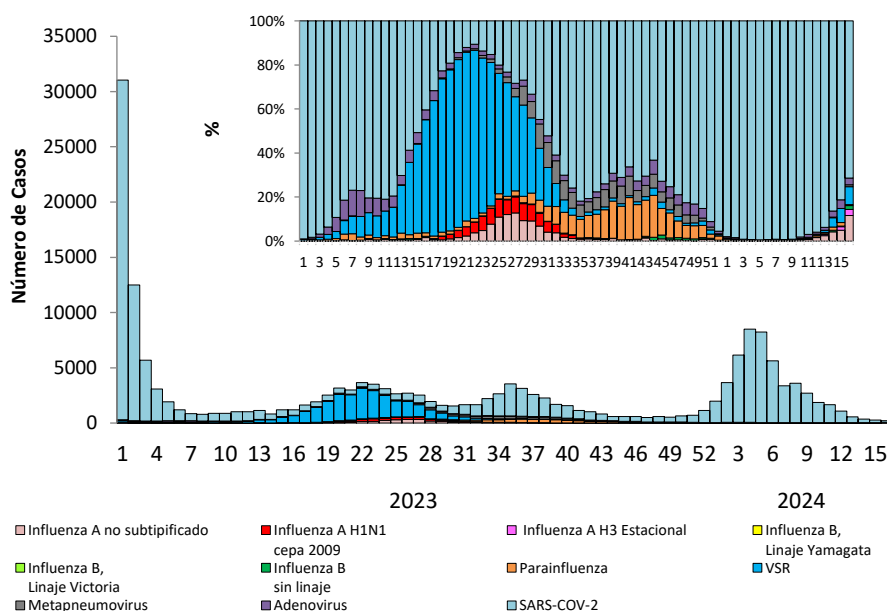 100%
80%
60%
40%
20%
0%
%
1 3 5 7 9 11 13 15 17 19 21 23 25 27 29 31 33 35 37 39 41 43 45 47 49 51 1 3 5 7 9 11 13 15
35000
30000
25000
20000
15000
10000
5000
0
Número de Casos
1 4 7 10 13 16 19 22 25 28 31 34 37 40 43 46 49 52 3 6 9 12 15
2023 2024
Influenza A no subtipificado
Influenza A H1N1
cepa 2009
Influenza A H3 Estacional
Influenza B,
Linaje Yamagata
Influenza B,
Linaje Victoria
Influenza B
sin linaje
Parainfluenza
VSR
Metapneumovirus
Adenovirus
SARS-COV-2